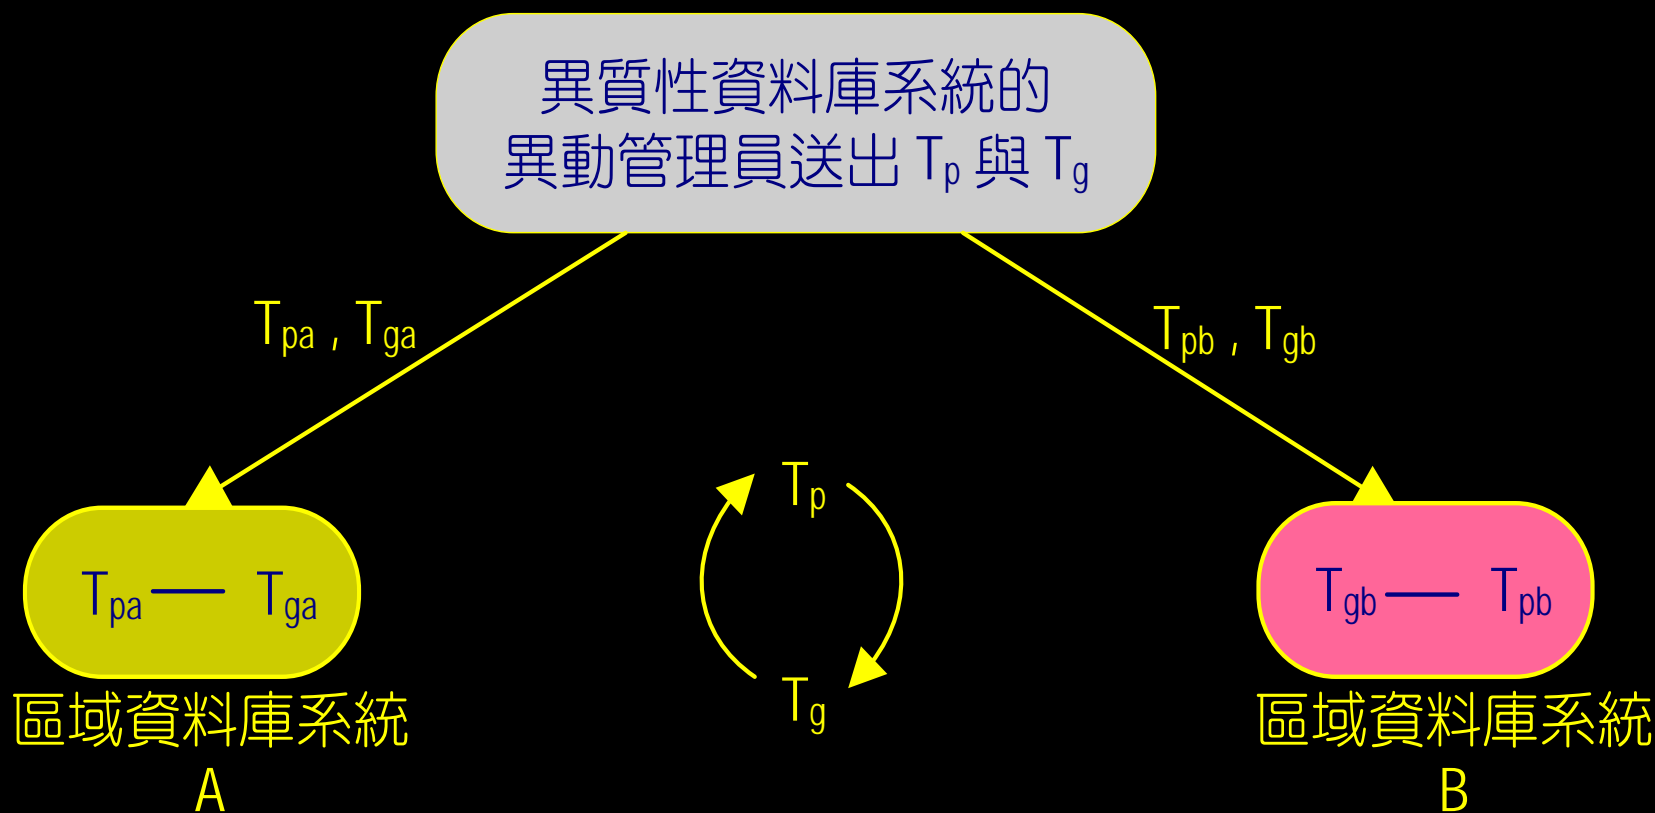 異質性資料庫系統的
異動管理員送出 Tp 與 Tg
Tpa , Tga
Tpb , Tgb
Tp
Tpa — Tga
Tgb — Tpb
Tg
區域資料庫系統
A
區域資料庫系統
B